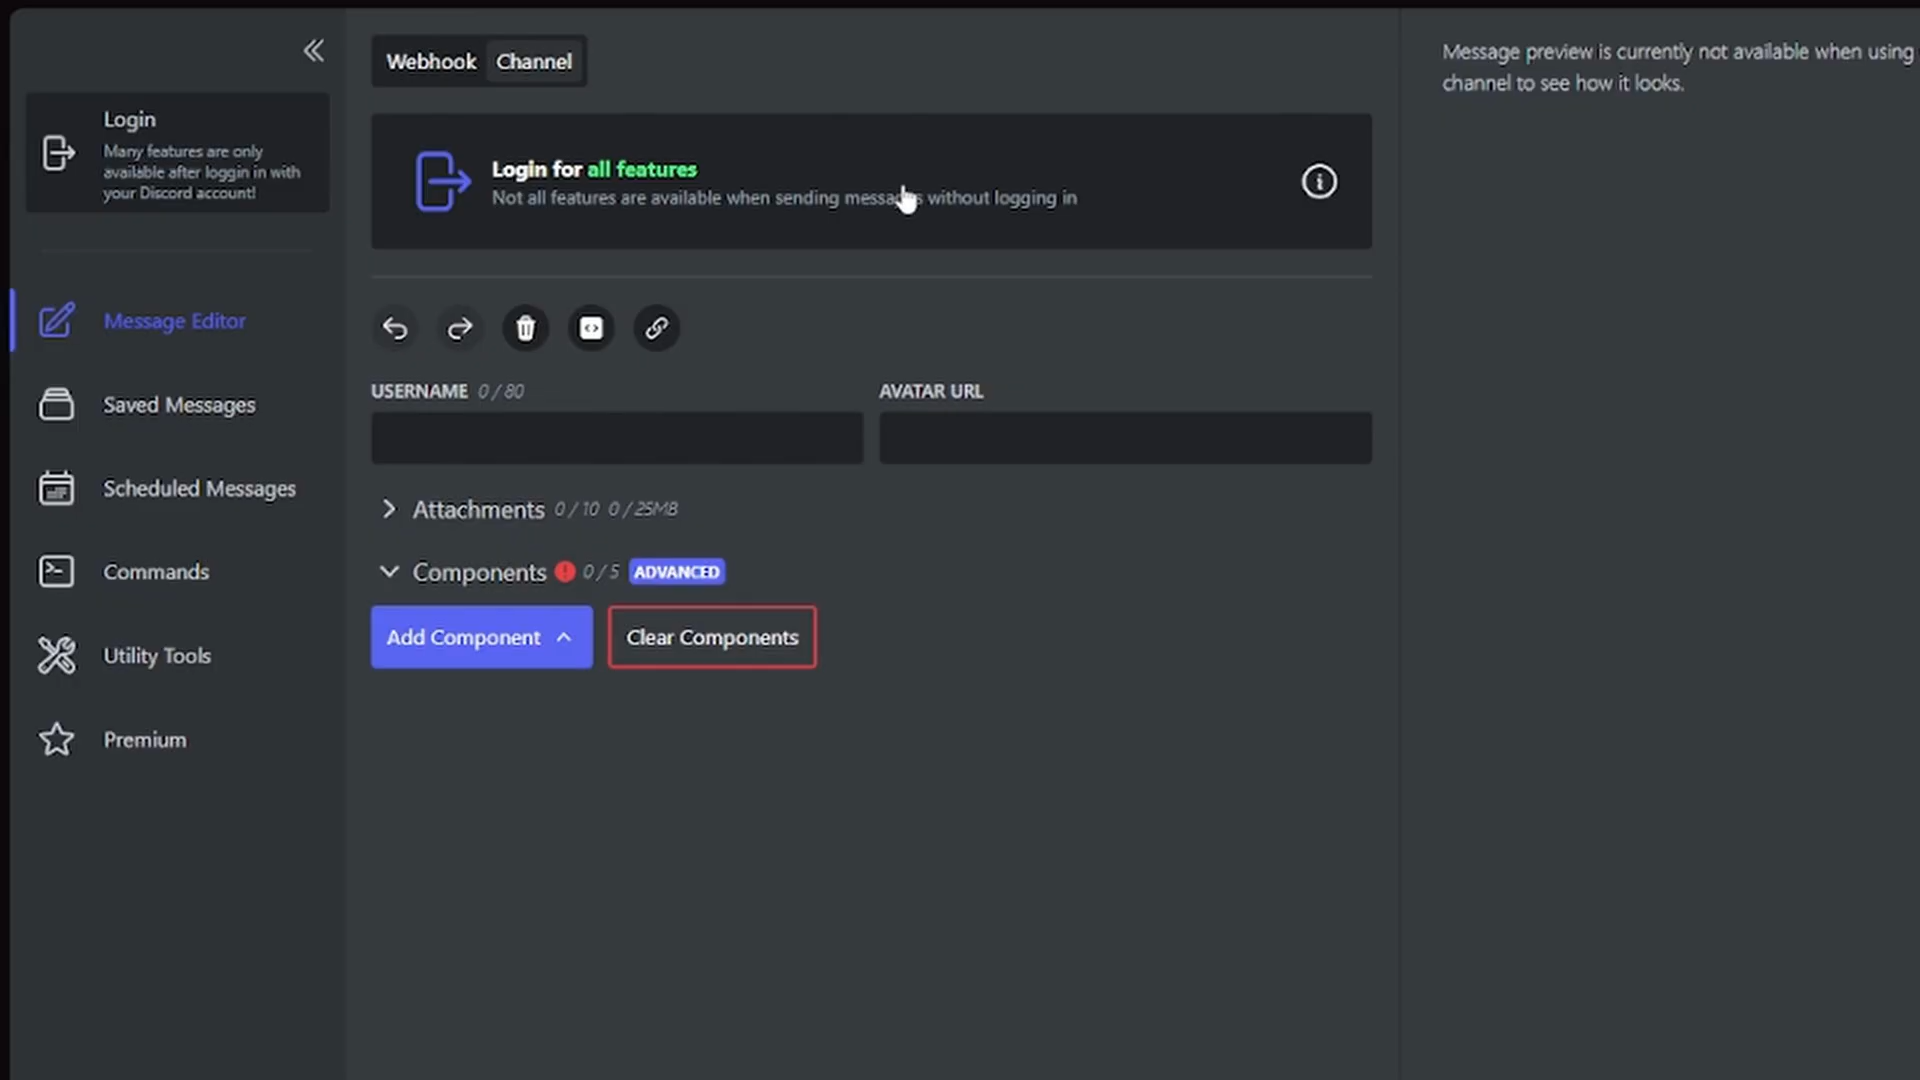 Webhook Channel
Message preview is currently not available when using
channel to see how it looks.
Login
Many features are only
available after loggin in with
your Discord account!
Login for all features
Not all features are available when sending messages without logging in
Message Editor
Saved Messages
Scheduled Messages
Commands
Utility Tools
Premium
USERNAME 0/80
AVATAR URL
Attachments 0/10 0/25MB
Components ! 0/5 ADVANCED
Add Component
Clear Components